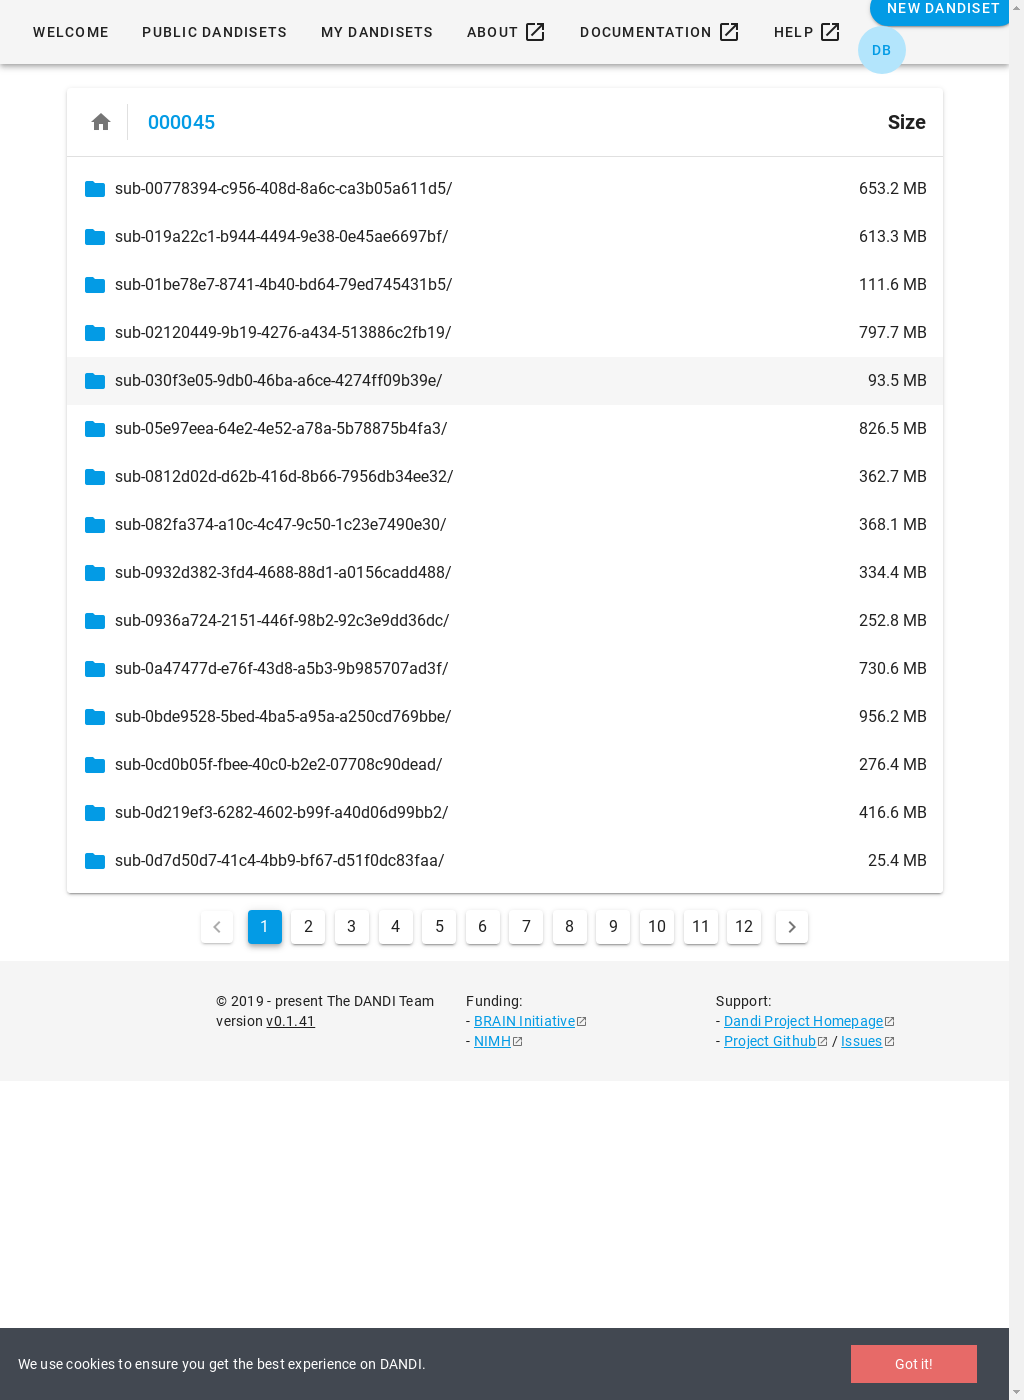 WELCOME PUBLIC DANDISETS MY DANDISETS ABOUT DOCUMENTATION HELP NEW DANDISET
DB
000045 Size
sub-00778394-c956-408d-8a6c-ca3b05a611d5/ 653.2 MB
sub-019a22c1-b944-4494-9e38-0e45ae6697bf/ 613.3 MB
sub-01be78e7-8741-4b40-bd64-79ed745431b5/ 111.6 MB
sub-02120449-9b19-4276-a434-513886c2fb19/ 797.7 MB
sub-030f3e05-9db0-46ba-a6ce-4274ff09b39e/ 93.5 MB
sub-05e97eea-64e2-4e52-a78a-5b78875b4fa3/ 826.5 MB
sub-0812d02d-d62b-416d-8b66-7956db34ee32/ 362.7 MB
sub-082fa374-a10c-4c47-9c50-1c23e7490e30/ 368.1 MB
sub-0932d382-3fd4-4688-88d1-a0156cadd488/ 334.4 MB
sub-0936a724-2151-446f-98b2-92c3e9dd36dc/ 252.8 MB
sub-0a47477d-e76f-43d8-a5b3-9b985707ad3f/ 730.6 MB
sub-0bde9528-5bed-4ba5-a95a-a250cd769bbe/ 956.2 MB
sub-0cd0b05f-fbee-40c0-b2e2-07708c90dead/ 276.4 MB
sub-0d219ef3-6282-4602-b99f-a40d06d99bb2/ 416.6 MB
sub-0d7d50d7-41c4-4bb9-bf67-d51f0dc83faa/ 25.4 MB
1 2 3 4 5 6 7 8 9 10 11 12
© 2019 - present The DANDI Team
version v0.1.41
Funding:
- BRAIN Initiative
- NIMH
Support:
- Dandi Project Homepage
- Project Github / Issues
We use cookies to ensure you get the best experience on DANDI. Got it!